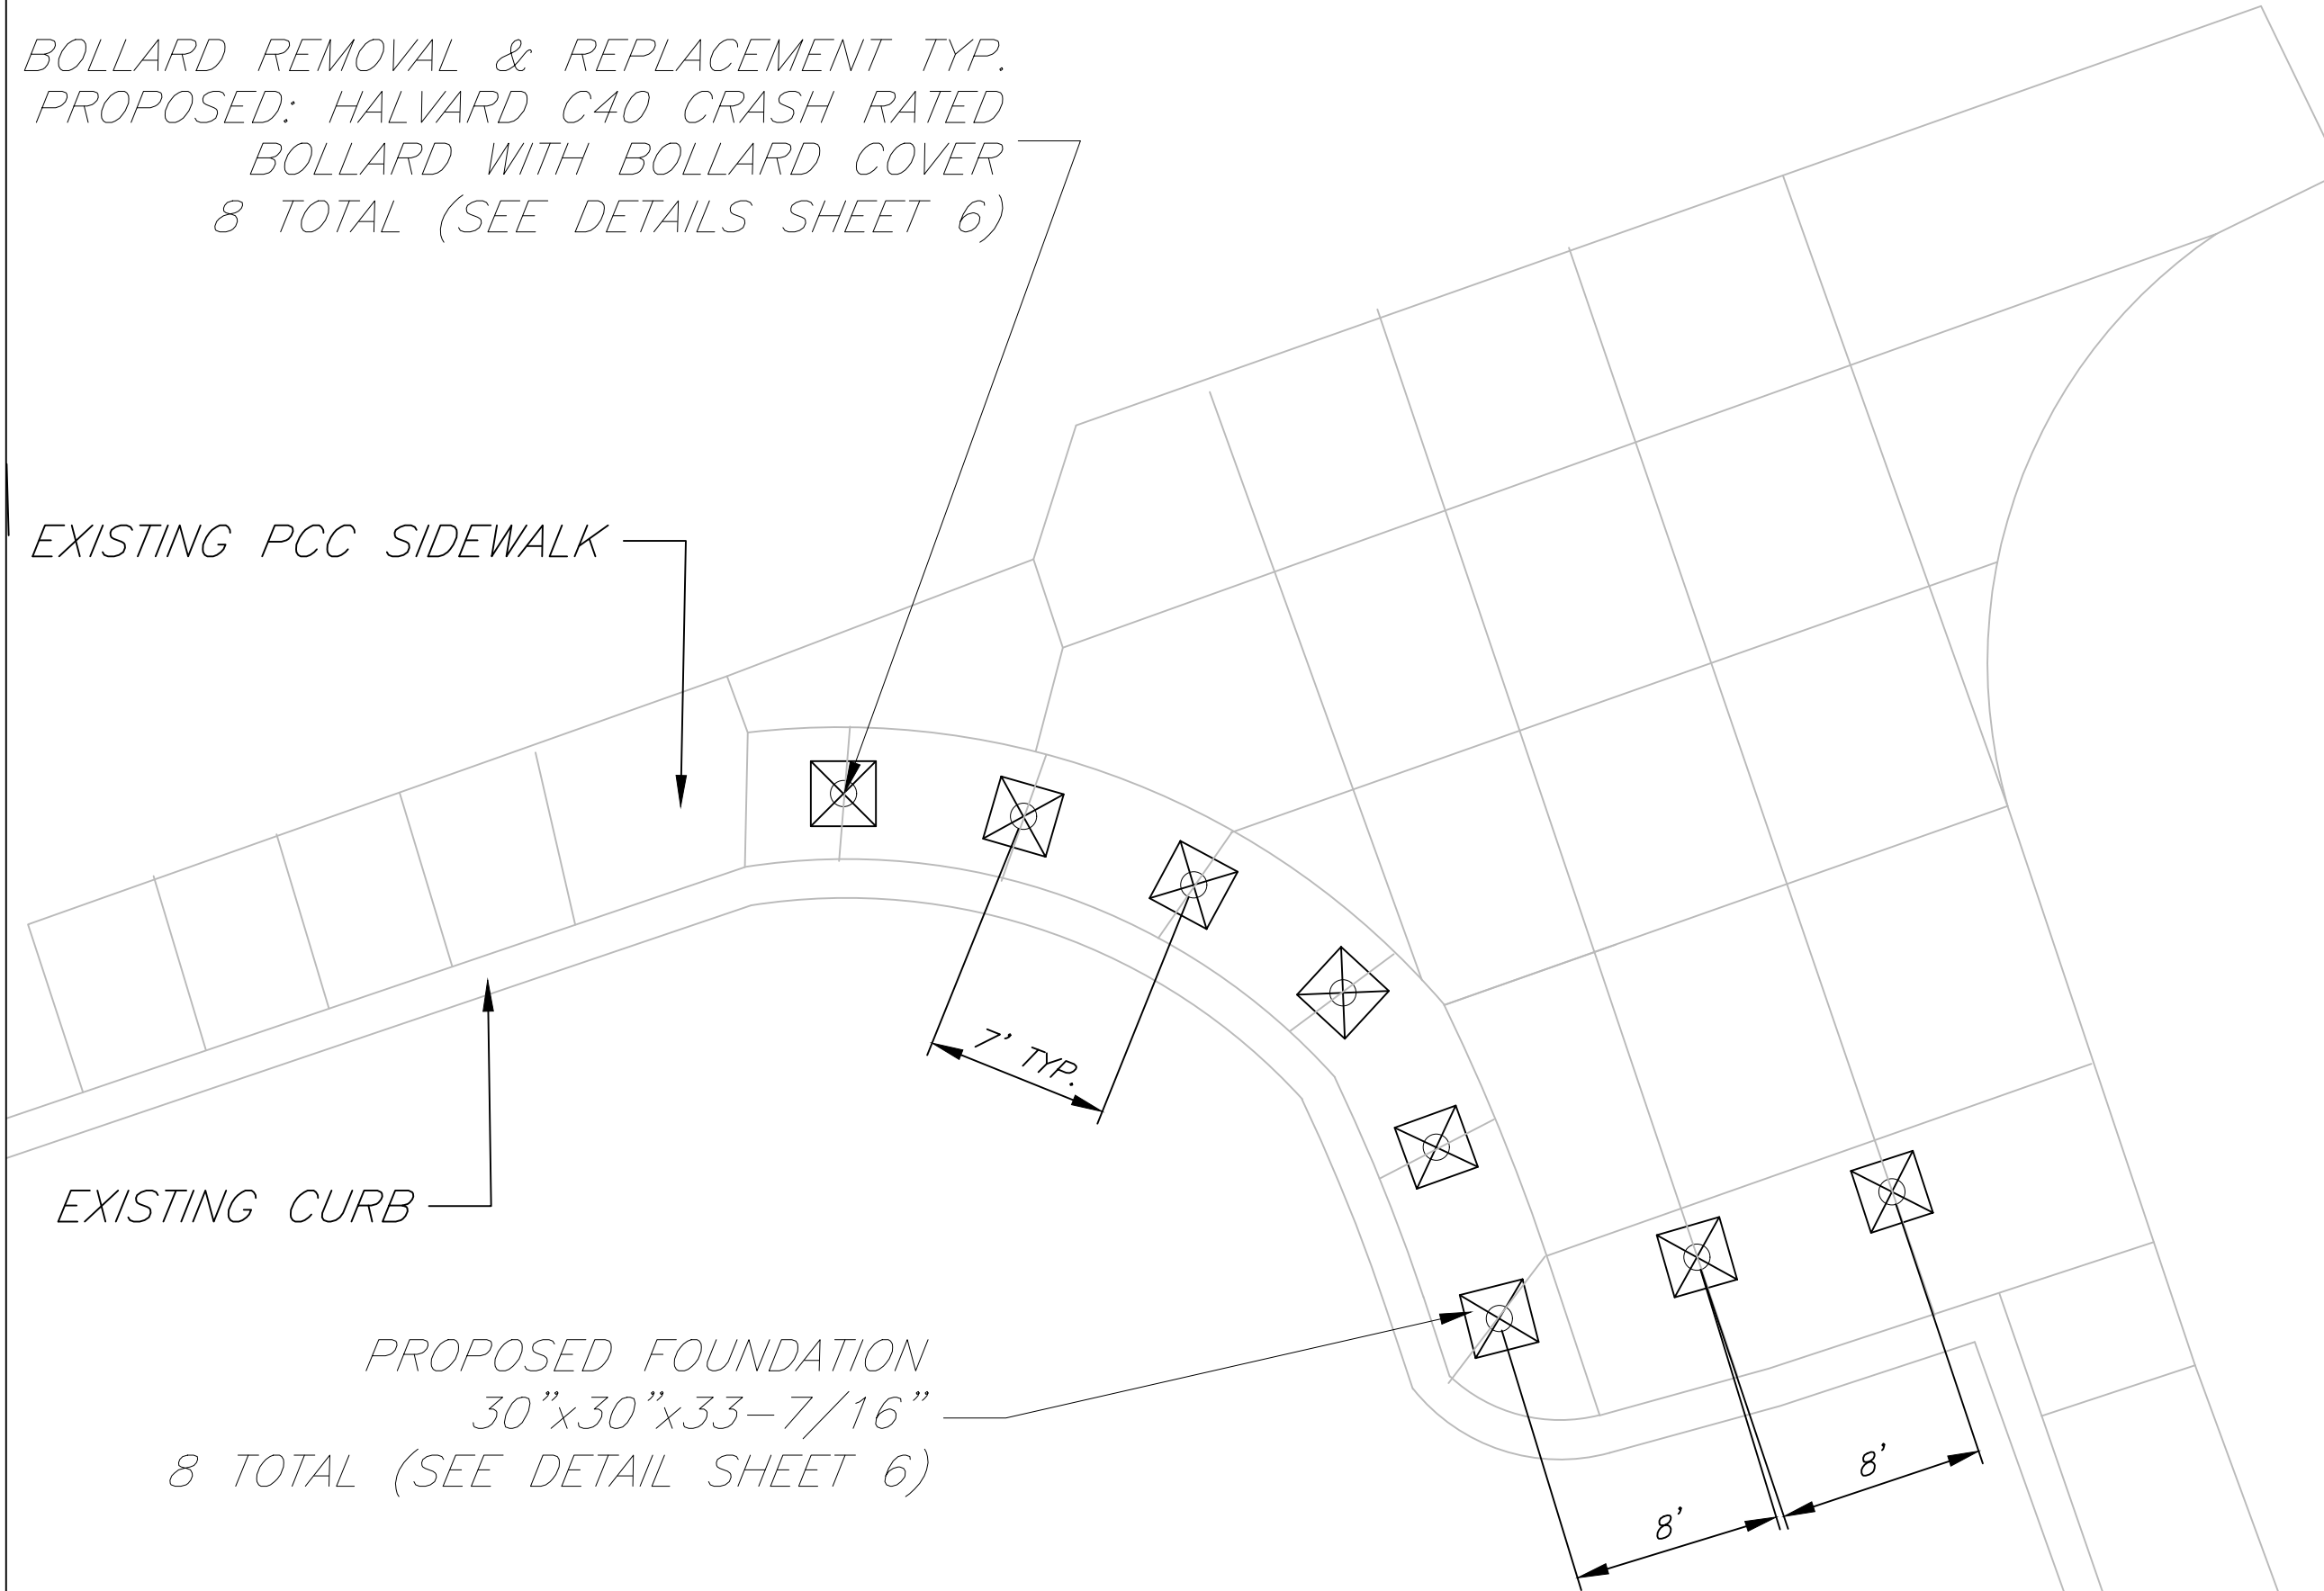 BOLLARD REMOVAL & REPLACEMENT TYP.
PROPOSED: HALVARD C40 CRASH RATED
BOLLARD WITH BOLLARD COVER
8 TOTAL (SEE DETAILS SHEET 6)
EXISTING PCC SIDEWALK
7' TYP.
EXISTING CURB
PROPOSED FOUNDATION
30"x30"x33-7/16"
8 TOTAL (SEE DETAIL SHEET 6)
8'
8'